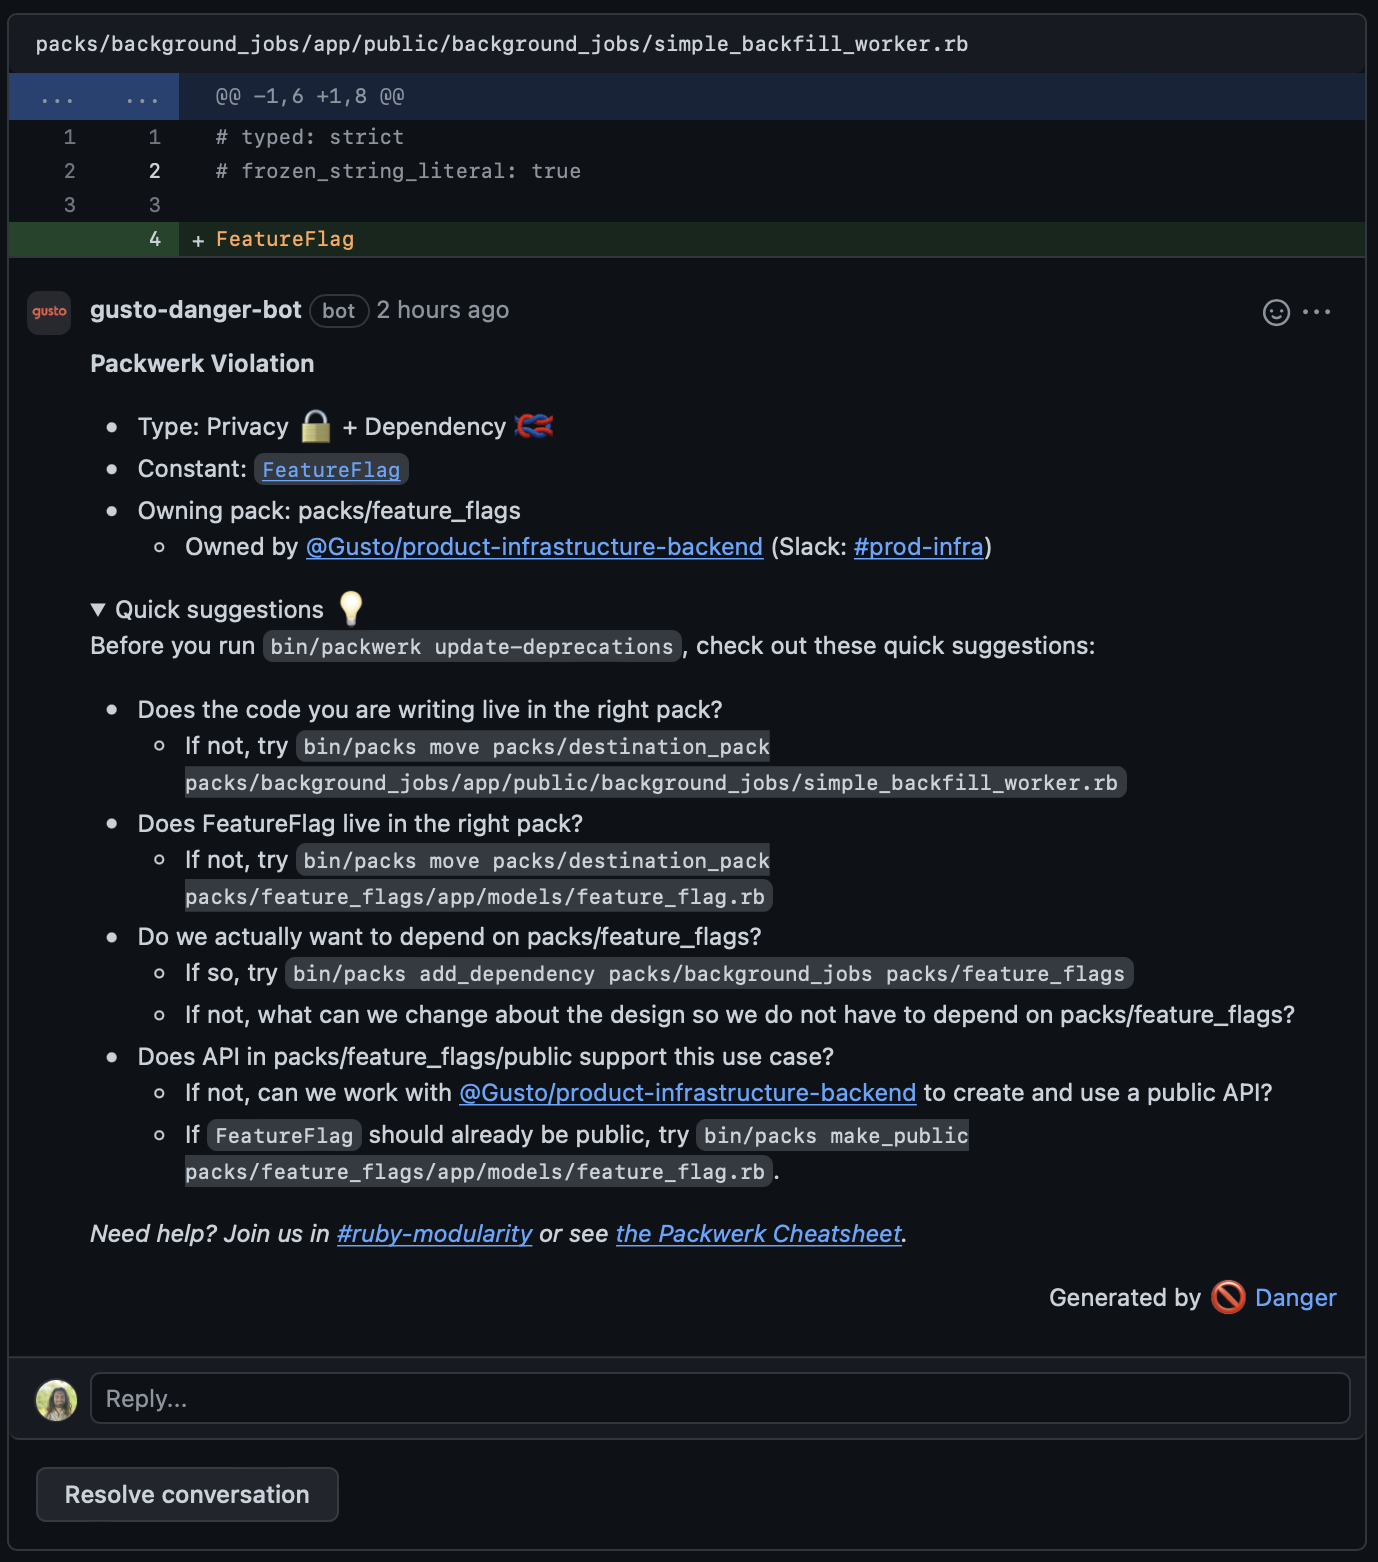 packs/background_jobs/app/public/background_jobs/simple_backfill_worker.rb
... ... @@ -1,6 +1,8 @@
1 1 # typed: strict
2 2 # frozen_string_literal: true
3 3
4 + FeatureFlag
gusto gusto-danger-bot bot 2 hours ago
Packwerk Violation
Type: Privacy 🔒 + Dependency 🪢
Constant: FeatureFlag
Owning pack: packs/feature_flags
Owned by @Gusto/product-infrastructure-backend (Slack: #prod-infra)
▼ Quick suggestions 💡
Before you run bin/packwerk update-deprecations, check out these quick suggestions:
Does the code you are writing live in the right pack?
If not, try bin/packs move packs/destination_pack
packs/background_jobs/app/public/background_jobs/simple_backfill_worker.rb
Does FeatureFlag live in the right pack?
If not, try bin/packs move packs/destination_pack
packs/feature_flags/app/models/feature_flag.rb
Do we actually want to depend on packs/feature_flags?
If so, try bin/packs add_dependency packs/background_jobs packs/feature_flags
If not, what can we change about the design so we do not have to depend on packs/feature_flags?
Does API in packs/feature_flags/public support this use case?
If not, can we work with @Gusto/product-infrastructure-backend to create and use a public API?
If FeatureFlag should already be public, try bin/packs make_public
packs/feature_flags/app/models/feature_flag.rb.
Need help? Join us in #ruby-modularity or see the Packwerk Cheatsheet.
Generated by 🚫 Danger
Reply...
Resolve conversation